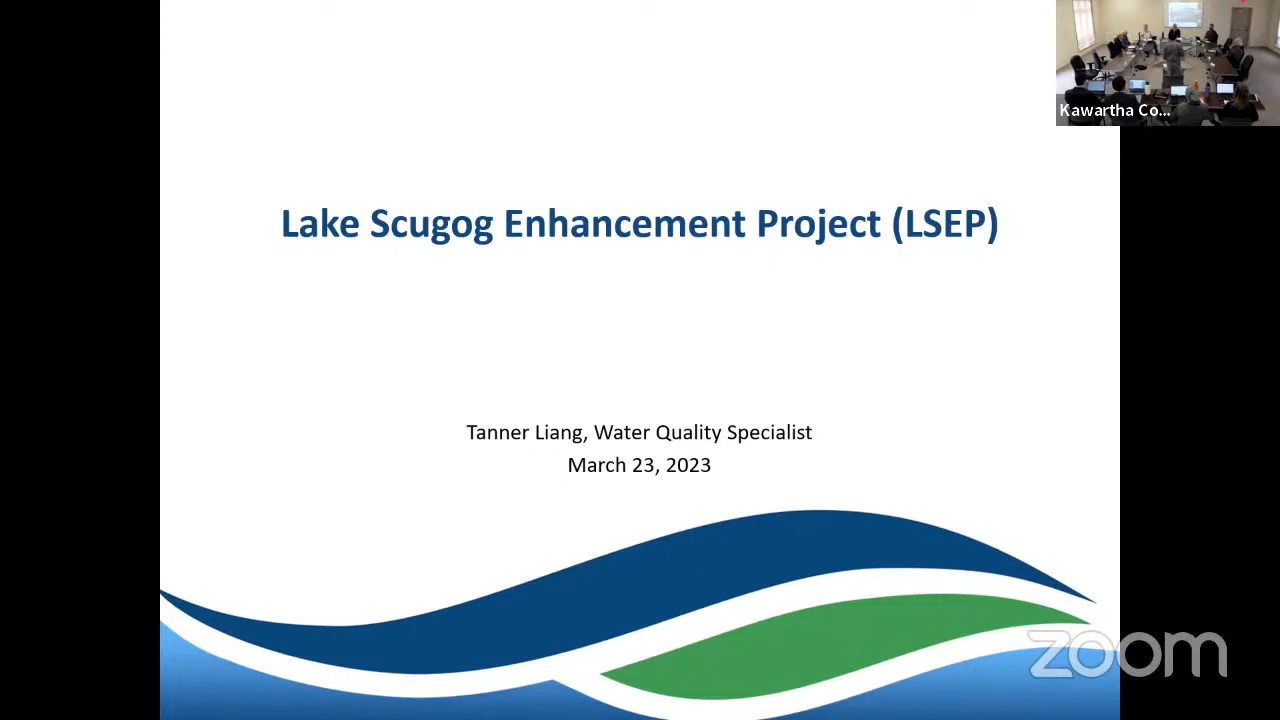 Kawartha Co...
Lake Scugog Enhancement Project (LSEP)
Tanner Liang, Water Quality Specialist
March 23, 2023
zoom